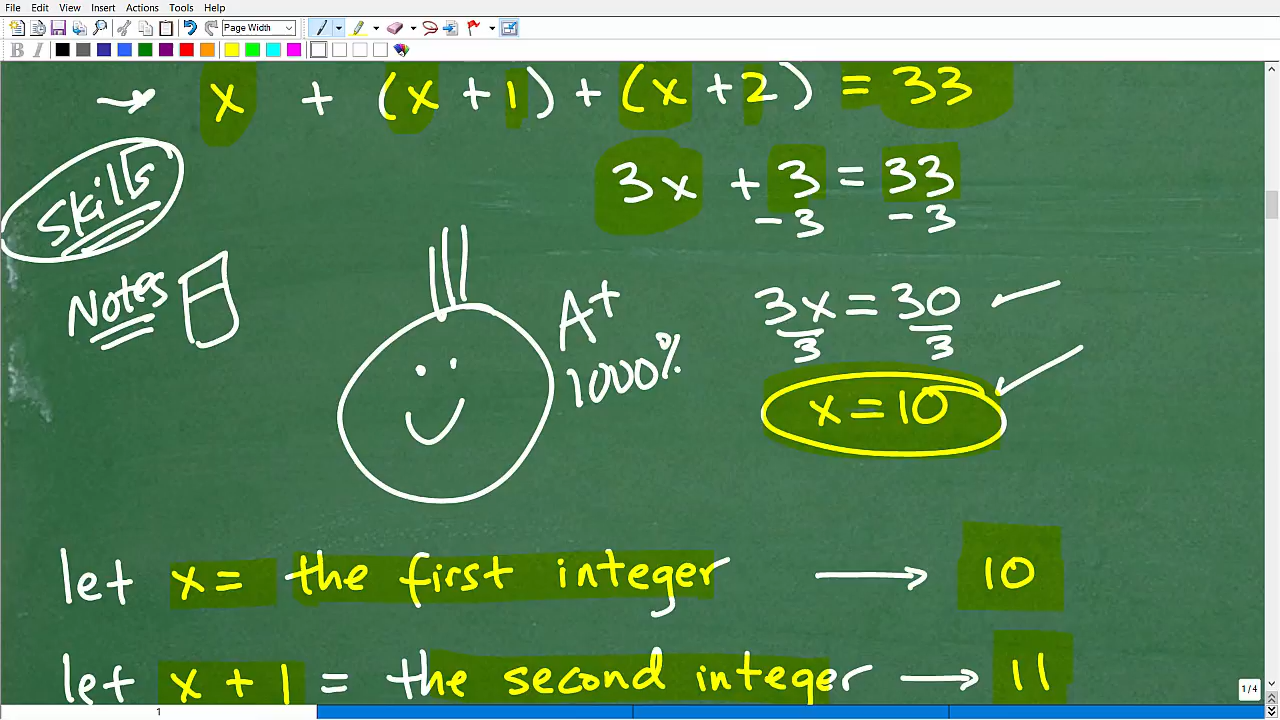 File Edit View Insert Actions Tools Help
Page Width
B I
→ x + (x + 1) + (x + 2) = 33
3x + 3 = 33
-3 -3
Skills
Notes
A+
1000%
3x = 30
3 3
x = 10
let x = the first integer → 10
let x + 1 = the second integer → 11
1/4
1